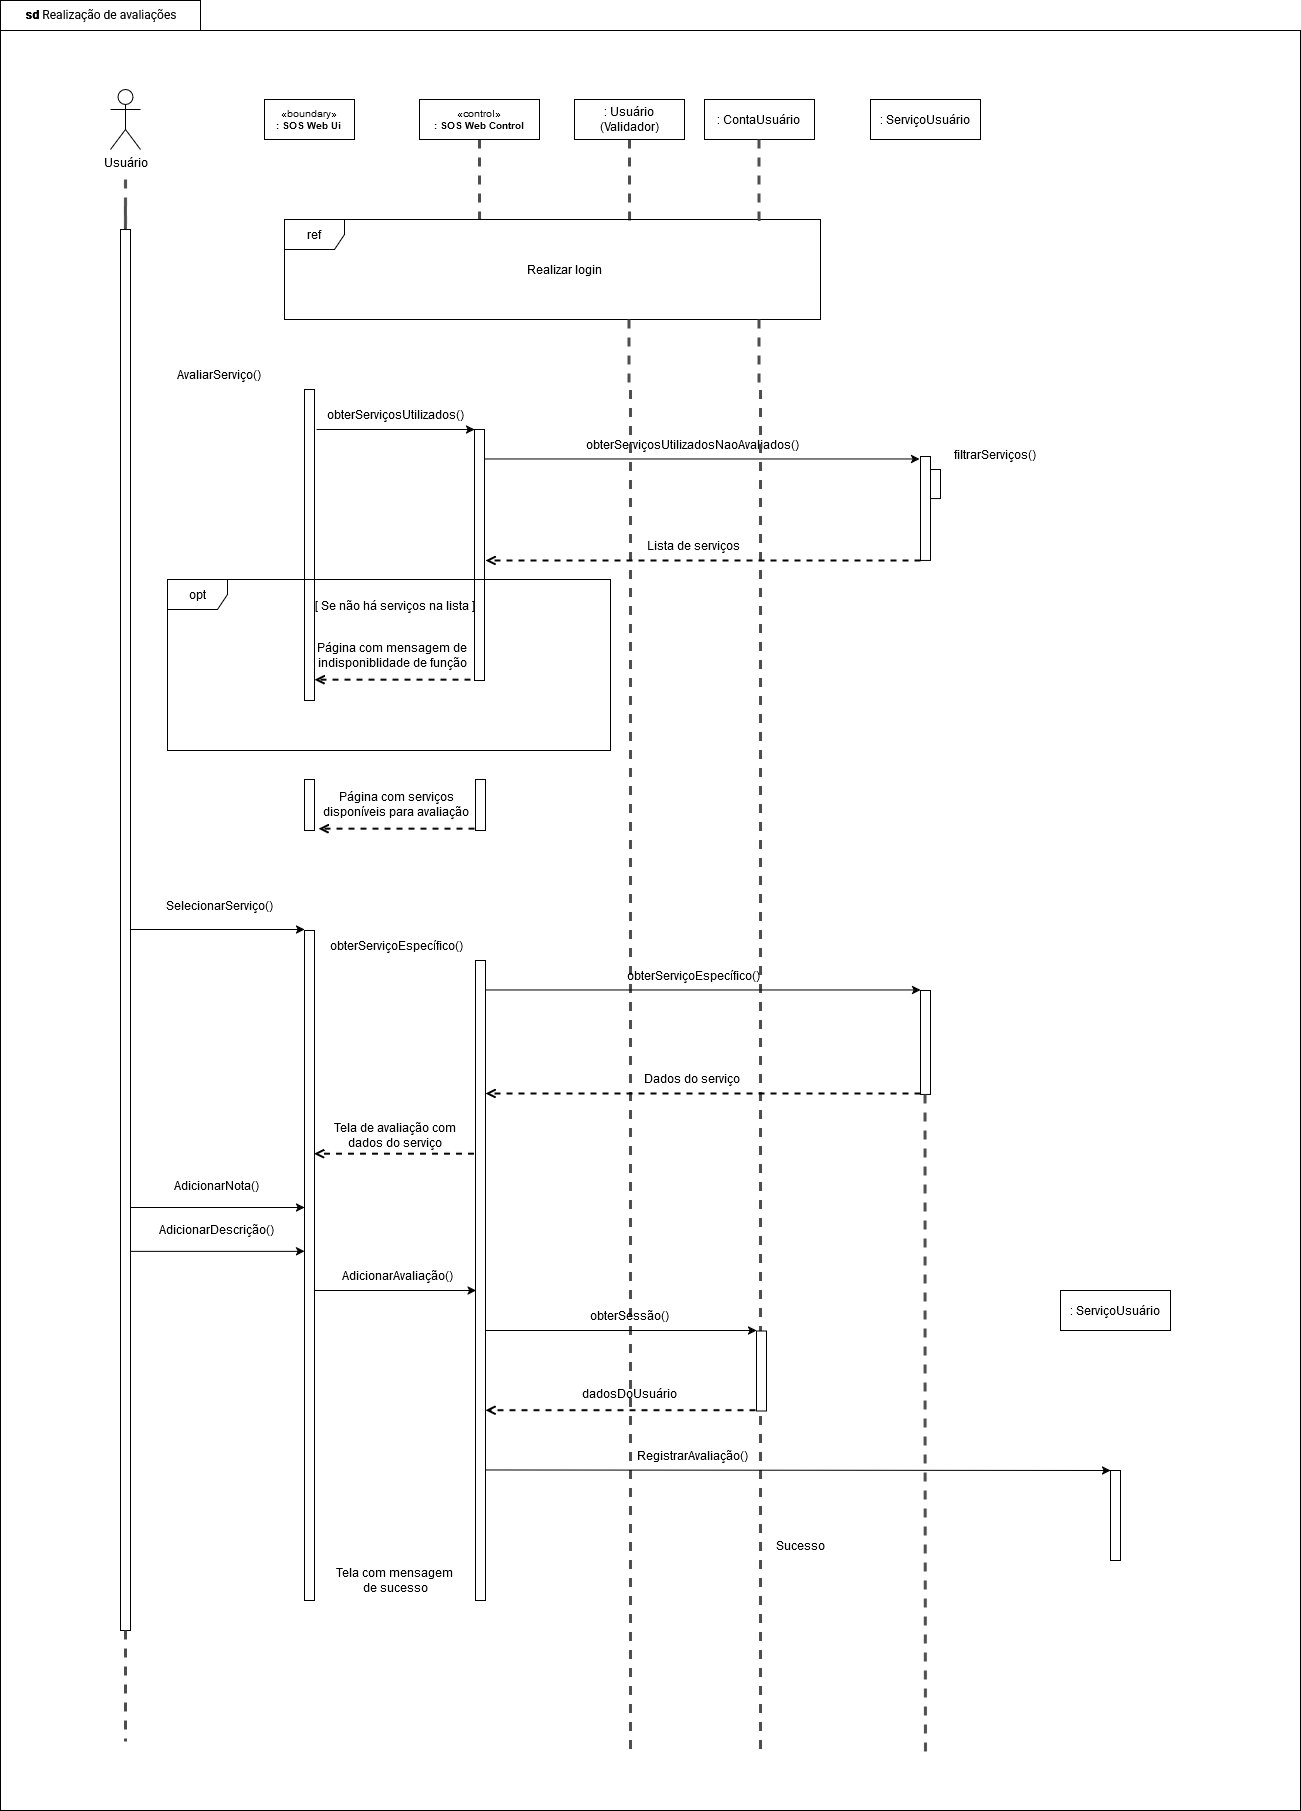 sd Realização de avaliações
Usuário
«boundary»
: SOS Web Ui
«control»
: SOS Web Control
: Usuário
(Validador)
: ContaUsuário
: ServiçoUsuário
ref
Realizar login
AvaliarServiço()
obterServiçosUtilizados()
obterServiçosUtilizadosNaoAvaliados()
filtrarServiços()
Lista de serviços
opt
[ Se não há serviços na lista ]
Página com mensagem de
indisponiblidade de função
Página com serviços
disponíveis para avaliação
SelecionarServiço()
obterServiçoEspecífico()
obterServiçoEspecífico()
Dados do serviço
Tela de avaliação com
dados do serviço
AdicionarNota()
AdicionarDescrição()
AdicionarAvaliação()
: ServiçoUsuário
obterSessão()
dadosDoUsuário
RegistrarAvaliação()
Sucesso
Tela com mensagem
de sucesso